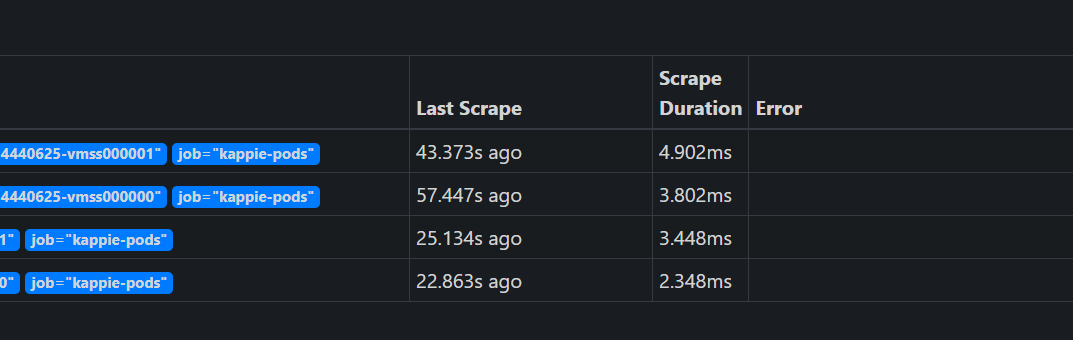 Last Scrape Scrape Duration Error
4440625-vmss000001" job="kappie-pods" 43.373s ago 4.902ms
4440625-vmss000000" job="kappie-pods" 57.447s ago 3.802ms
1" job="kappie-pods" 25.134s ago 3.448ms
0" job="kappie-pods" 22.863s ago 2.348ms